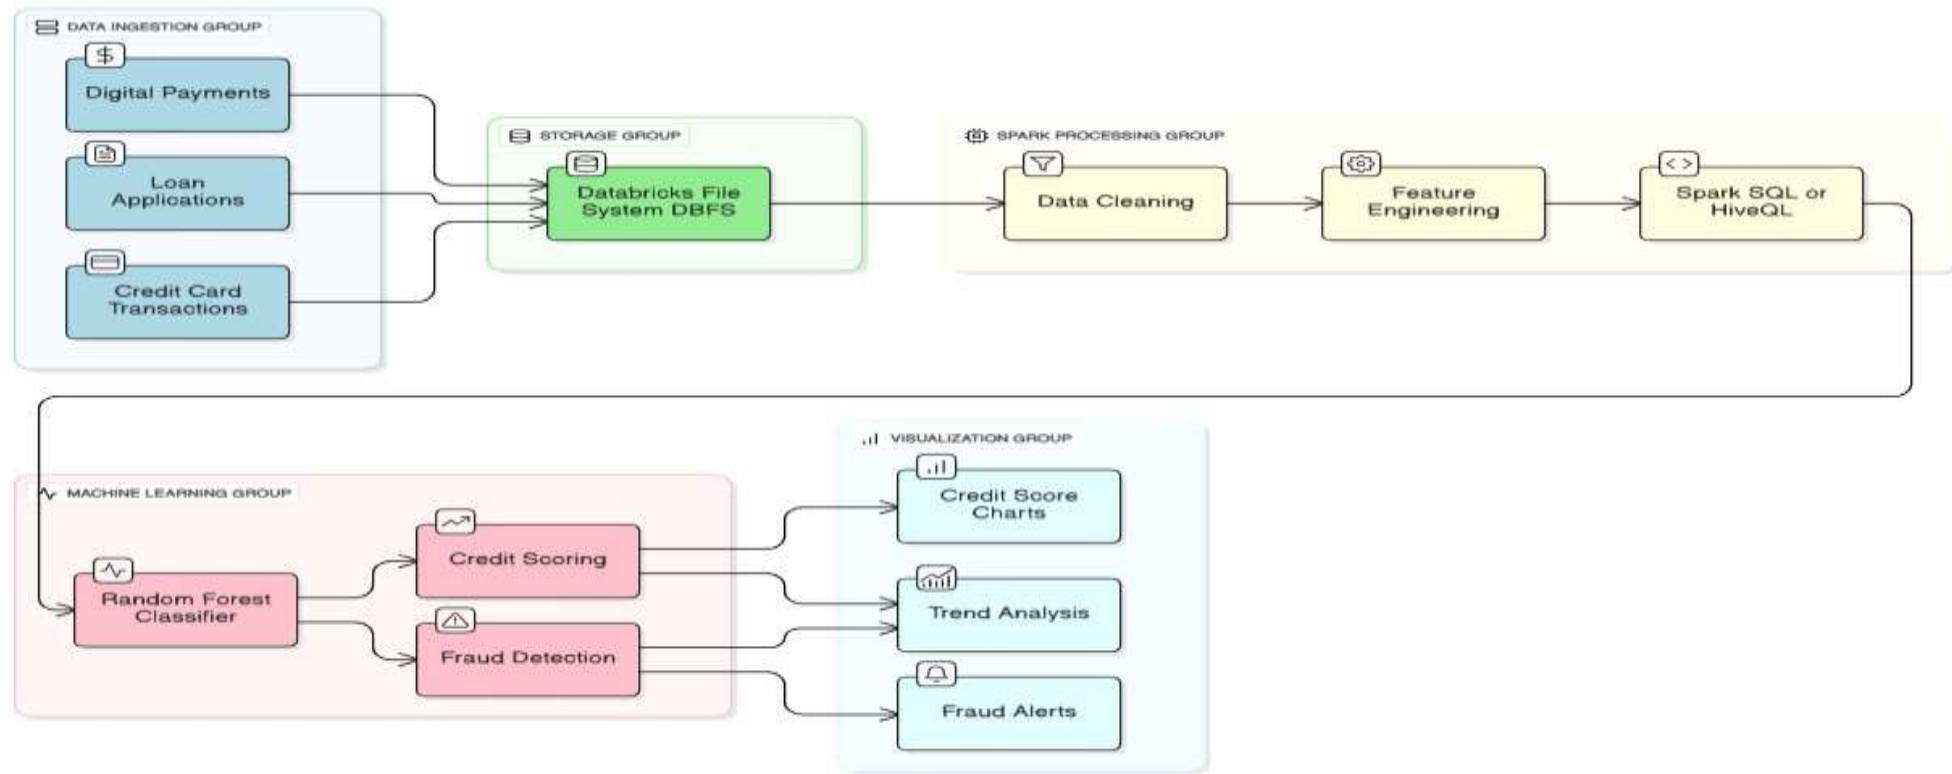 DATA INGESTION GROUP
Digital Payments
Loan
Applications
Credit Card
Transactions
STORAGE GROUP
Databricks File
System DBFS
SPARK PROCESSING GROUP
Data Cleaning
Feature
Engineering
Spark SQL or
HiveQL
MACHINE LEARNING GROUP
Random Forest
Classifier
Credit Scoring
Fraud Detection
VISUALIZATION GROUP
Credit Score
Charts
Trend Analysis
Fraud Alerts